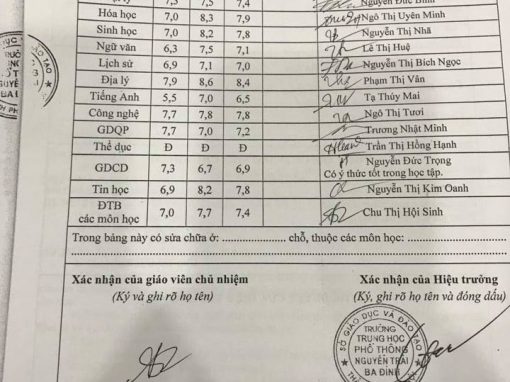 7,4 Nguyễn Đức Bình
Hóa học 7,0 8,3 7,9 Ngô Thị Uyên Minh
Sinh học 7,0 8,2 7,8 Nguyễn Thị Nhã
Ngữ văn 6,3 7,5 7,1 Lê Thị Huệ
Lịch sử 6,9 7,1 7,0 Nguyễn Thị Bích Ngọc
Địa lý 7,9 8,6 8,4 Phạm Thị Vân
Tiếng Anh 5,5 7,0 6,5 Tạ Thúy Mai
Công nghệ 7,7 7,8 7,8 Ngô Thị Tươi
GDQP 7,7 7,0 7,2 Trương Nhật Minh
Thể dục Đ Đ Đ Trần Thị Hồng Hạnh
GDCD 7,3 6,7 6,9 Nguyễn Đức Trọng
Có ý thức tốt trong học tập.
Tin học 6,9 8,2 7,8 Nguyễn Thị Kim Oanh
ĐTB
các môn học 7,0 7,7 7,4 Chu Thị Hội Sinh
Trong bảng này có sửa chữa ở: ................... chỗ, thuộc các môn học: ...................
Xác nhận của giáo viên chủ nhiệm
(Ký và ghi rõ họ tên)
Xác nhận của Hiệu trưởng
(Ký, ghi rõ họ tên và đóng dấu)
SỞ GIÁO DỤC VÀ ĐÀO TẠO
TRƯỜNG
TRUNG HỌC
PHỔ THÔNG
NGUYỄN TRÃI
BA ĐÌNH